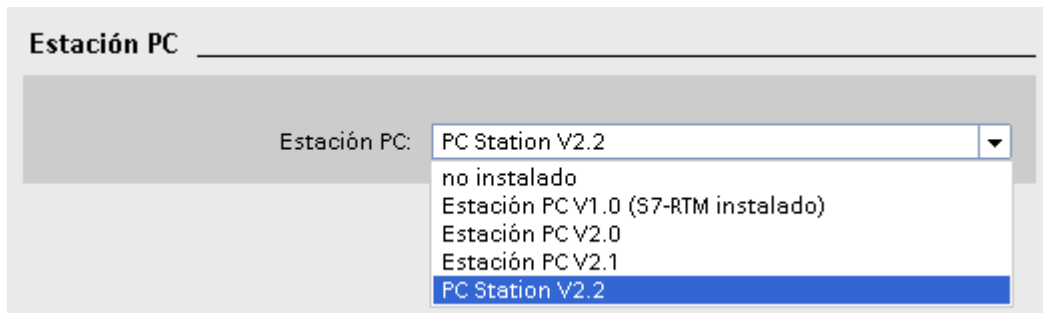 Estación PC
Estación PC: PC Station V2.2
no instalado
Estación PC V1.0 (S7-RTM instalado)
Estación PC V2.0
Estación PC V2.1
PC Station V2.2